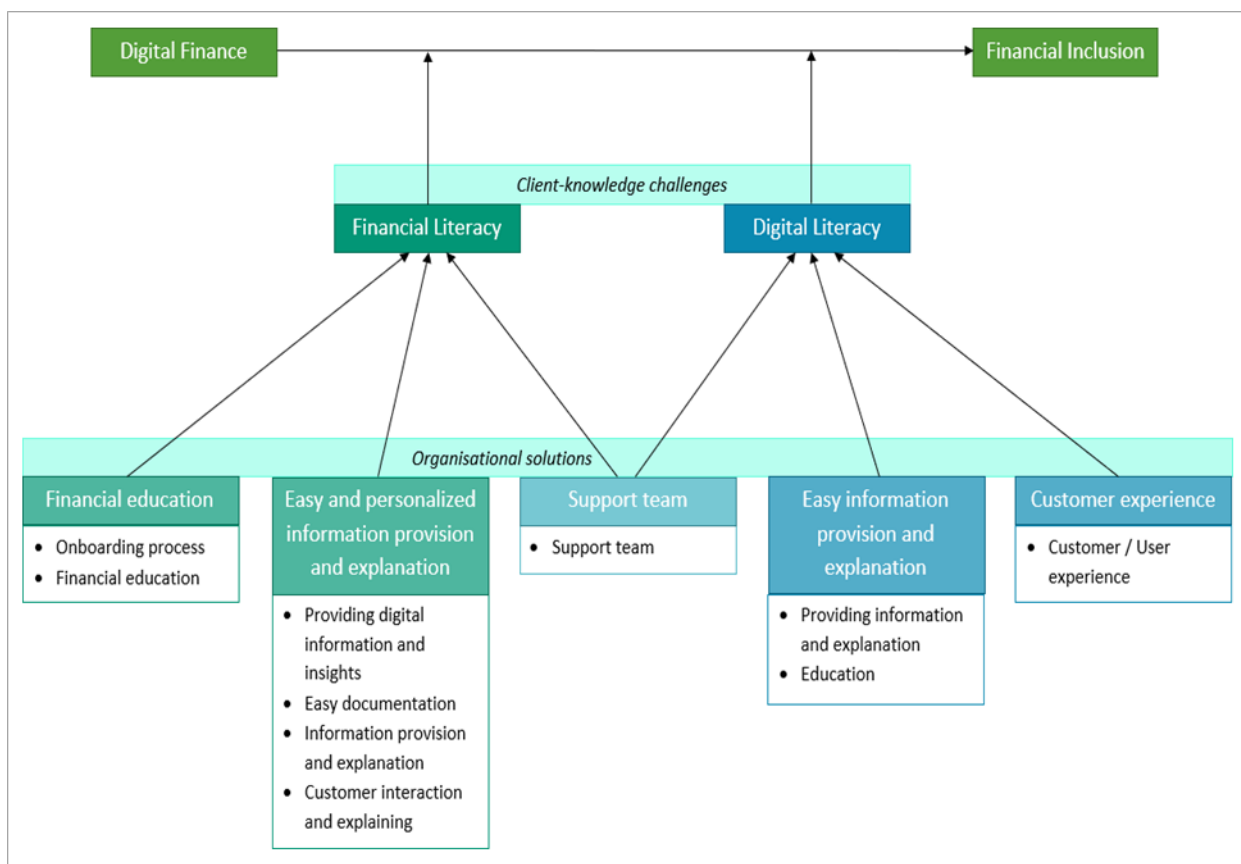 Digital Finance
Financial Inclusion
Client-knowledge challenges
Financial Literacy
Digital Literacy
Organisational solutions
Financial education
• Onboarding process
• Financial education
Easy and personalized
information provision
and explanation
• Providing digital
information and
insights
• Easy documentation
• Information provision
and explanation
• Customer interaction
and explaining
Support team
• Support team
Easy information
provision and
explanation
• Providing information
and explanation
• Education
Customer experience
• Customer / User
experience